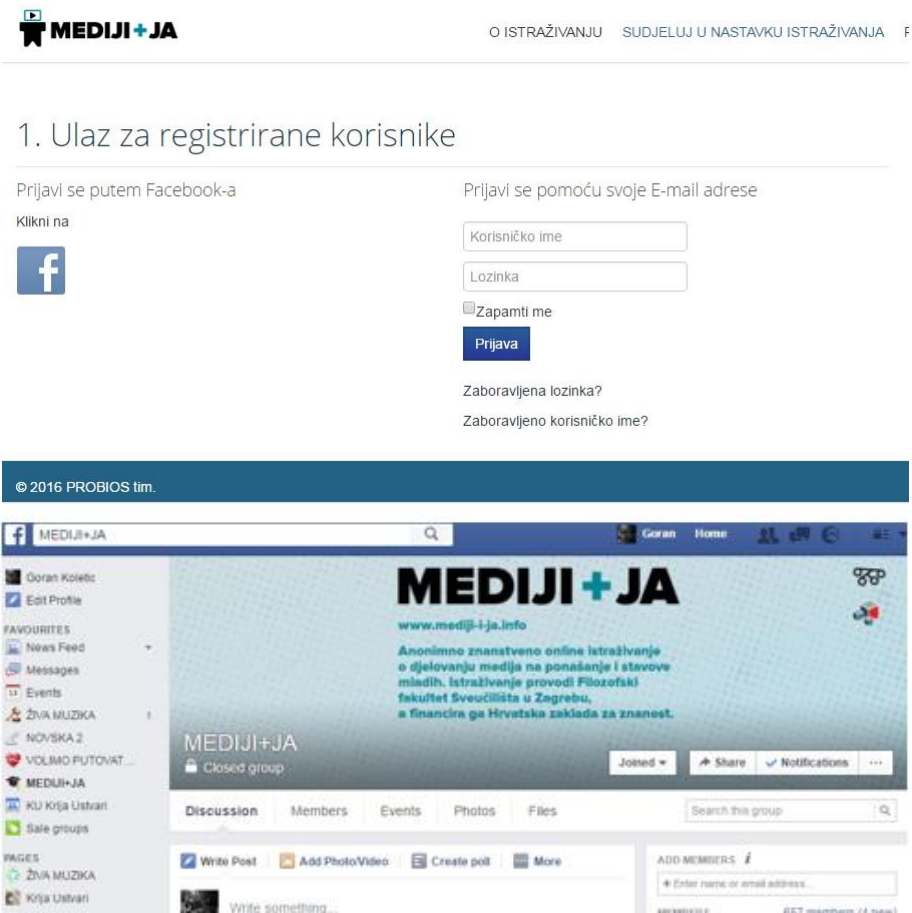 MEDIJI+JA
O ISTRAŽIVANJU SUDJELUJ U NASTAVKU ISTRAŽIVANJA
1. Ulaz za registrirane korisnike
Prijavi se putem Facebook-a
Klikni na
f
Prijavi se pomoću svoje E-mail adrese
Korisničko ime
Lozinka
Zapamti me
Prijava
Zaboravljena lozinka?
Zaboravljeno korisničko ime?
© 2016 PROBIOS tim.
f MEDIJI+JA
Goran Home
Goran Koletić
Edit Profile
FAVOURITES
News Feed
Messages
Events
ŽIVA MUZIKA 1
NOVSKA 2
VOLIMO PUTOVAT...
MEDIJI+JA
KU Krija Ustvari
Sale groups
PAGES
ŽIVA MUZIKA
Krija Ustvari
MEDIJI+JA
www.mediji-i-ja.info
Anonimno znanstveno online istraživanje
o djelovanju medija na ponašanje i stavove
mladih. Istraživanje provodi Filozofski
fakultet Sveučilišta u Zagrebu,
a financira ga Hrvatska zaklada za znanost.
MEDIJI+JA
Closed group
Joined Share Notifications ...
Discussion Members Events Photos Files
Search this group
Write Post Add Photo/Video Create poll More
Write something...
ADD MEMBERS i
+ Enter name or email address...
MEMBERS 657 members (4 new)